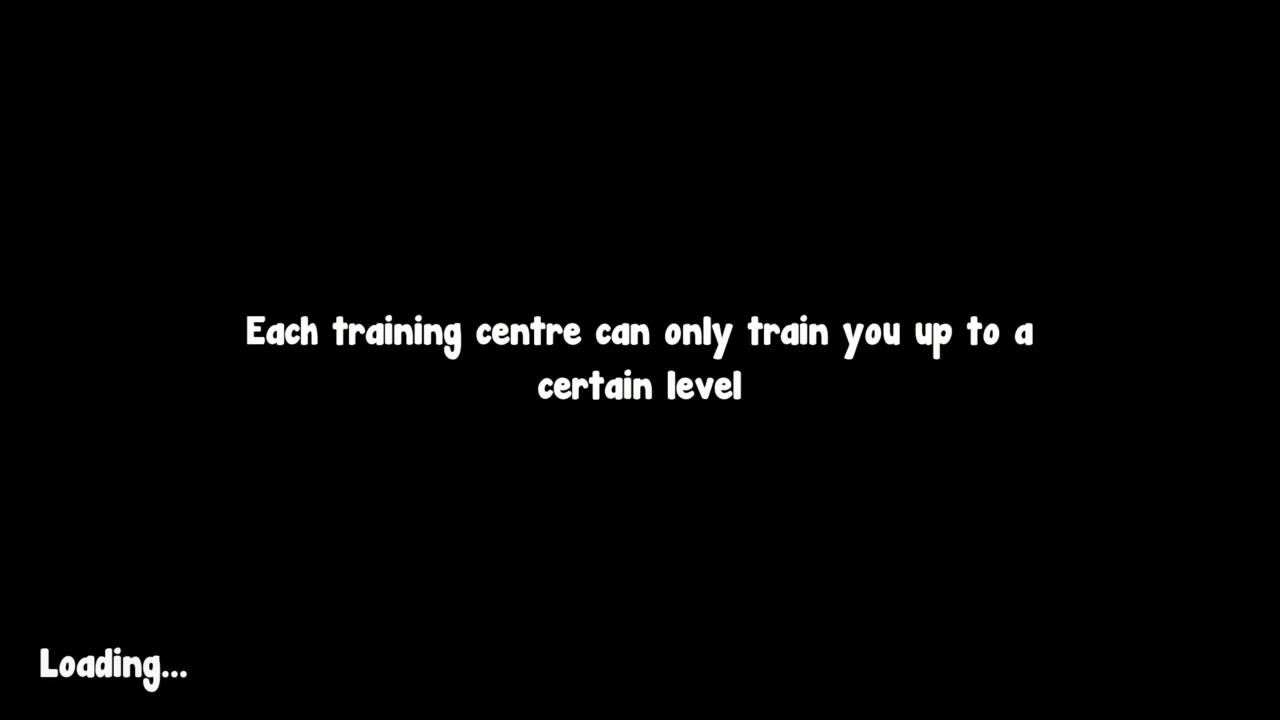 Each training centre can only train you up to a
certain level
Loading...